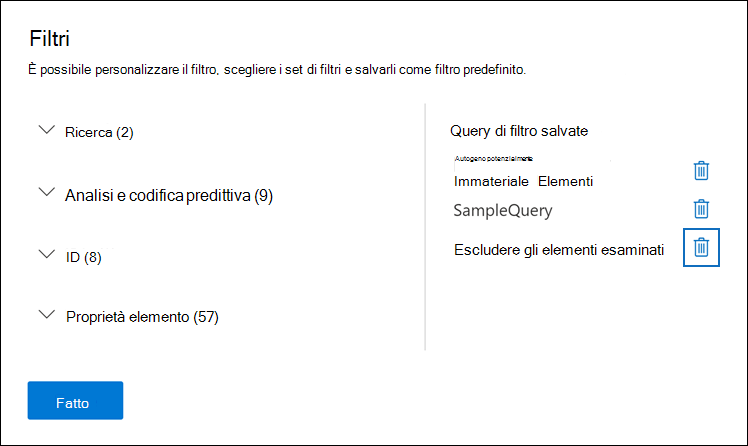 Filtri
È possibile personalizzare il filtro, scegliere i set di filtri e salvarli come filtro predefinito.
Ricerca (2)
Analisi e codifica predittiva (9)
ID (8)
Proprietà elemento (57)
Query di filtro salvate
Autogeno potenzialmente
Immateriale Elementi
SampleQuery
Escludere gli elementi esaminati
Fatto